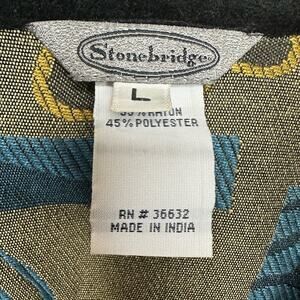 Stonebridge
L
55% RAYON
45% POLYESTER
RN # 36632
MADE IN INDIA